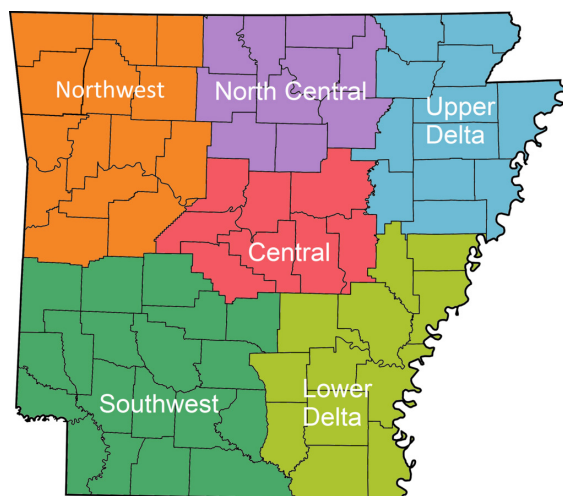 Northwest
North Central
Upper
Delta
Central
Southwest
Lower
Delta